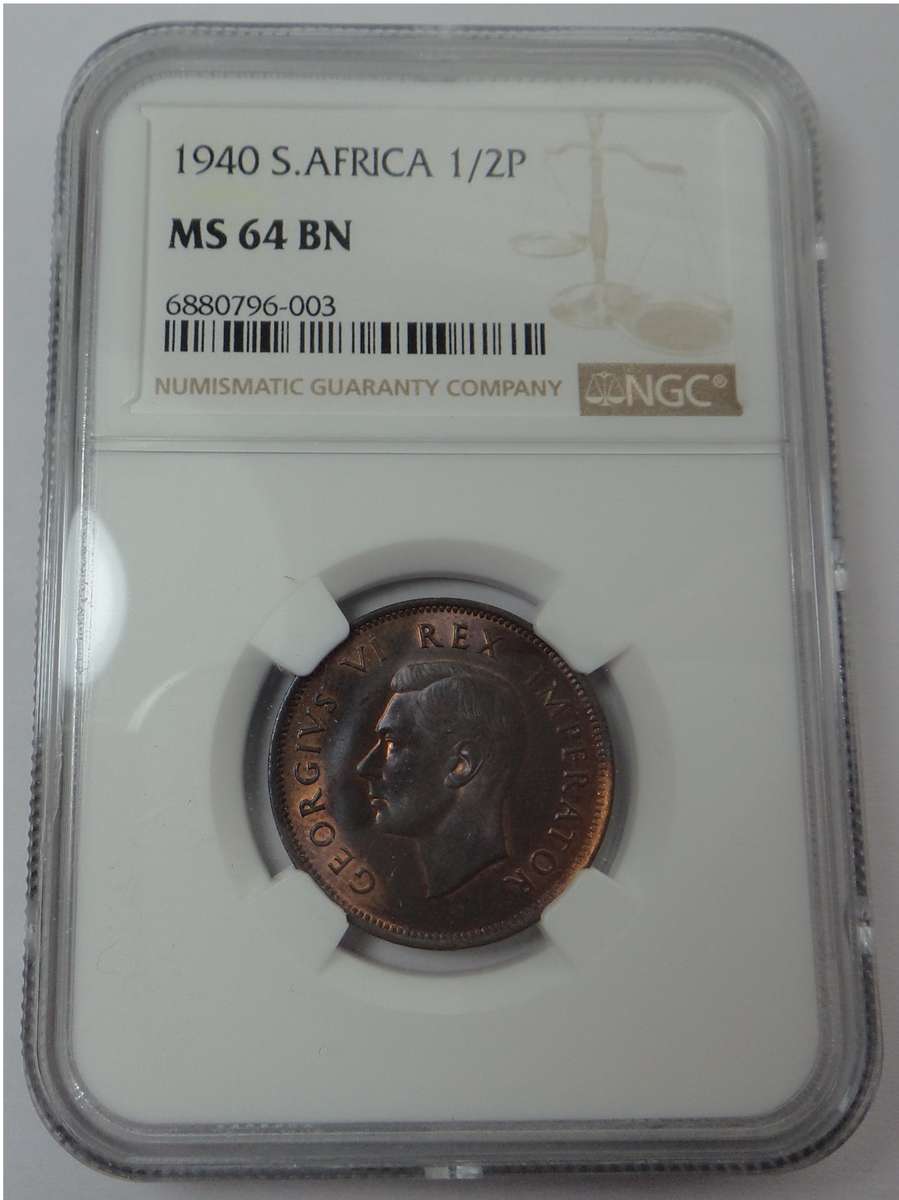 1940 S.AFRICA 1/2P
MS 64 BN
6880796-003
NUMISMATIC GUARANTY COMPANY
NGC®
GEORGIVS VI REX IMPERATOR